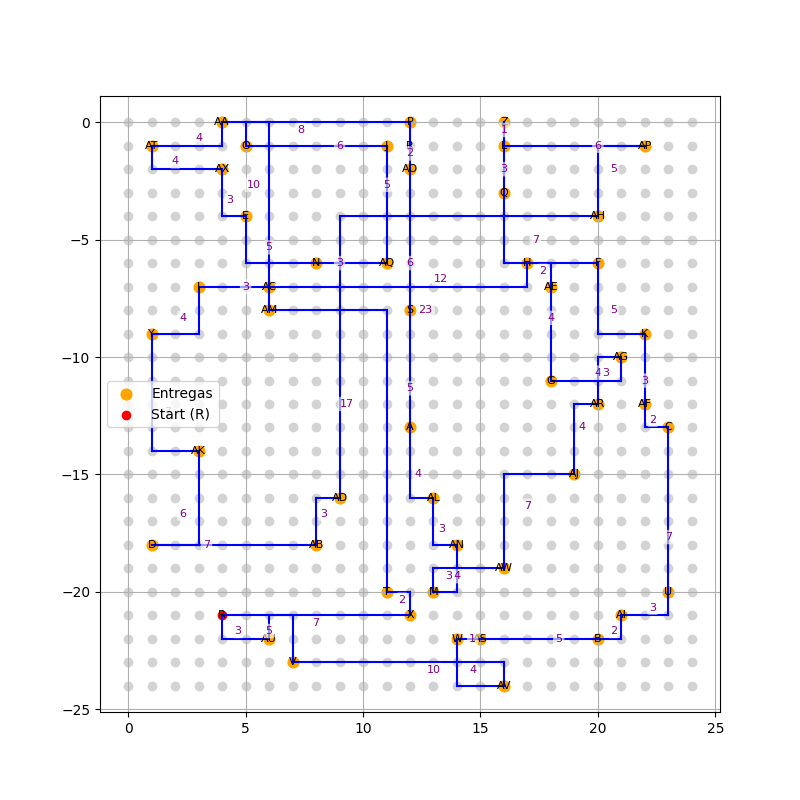 0
−5
−10
−15
−20
−25
0
5
10
15
20
25
Entregas
Start (R)
AA
P
Z
1
4
8
AT
O
6
J
2
L
6
AP
4
AX
AD
3
5
3
10
5
Q
E
AH
5
7
N
3
AQ
6
H
2
F
I
3
12
AE
AM
S
23
4
4
5
Y
K
AG
4
3
G
3
5
17
AR
AF
2
A
C
4
AK
4
AJ
AD
AL
6
3
7
3
7
D
7
AB
AN
3
4
AW
T
2
M
U
R
7
X
3
AI
3
5
AU
W
1
5
B
2
V
10
4
AV